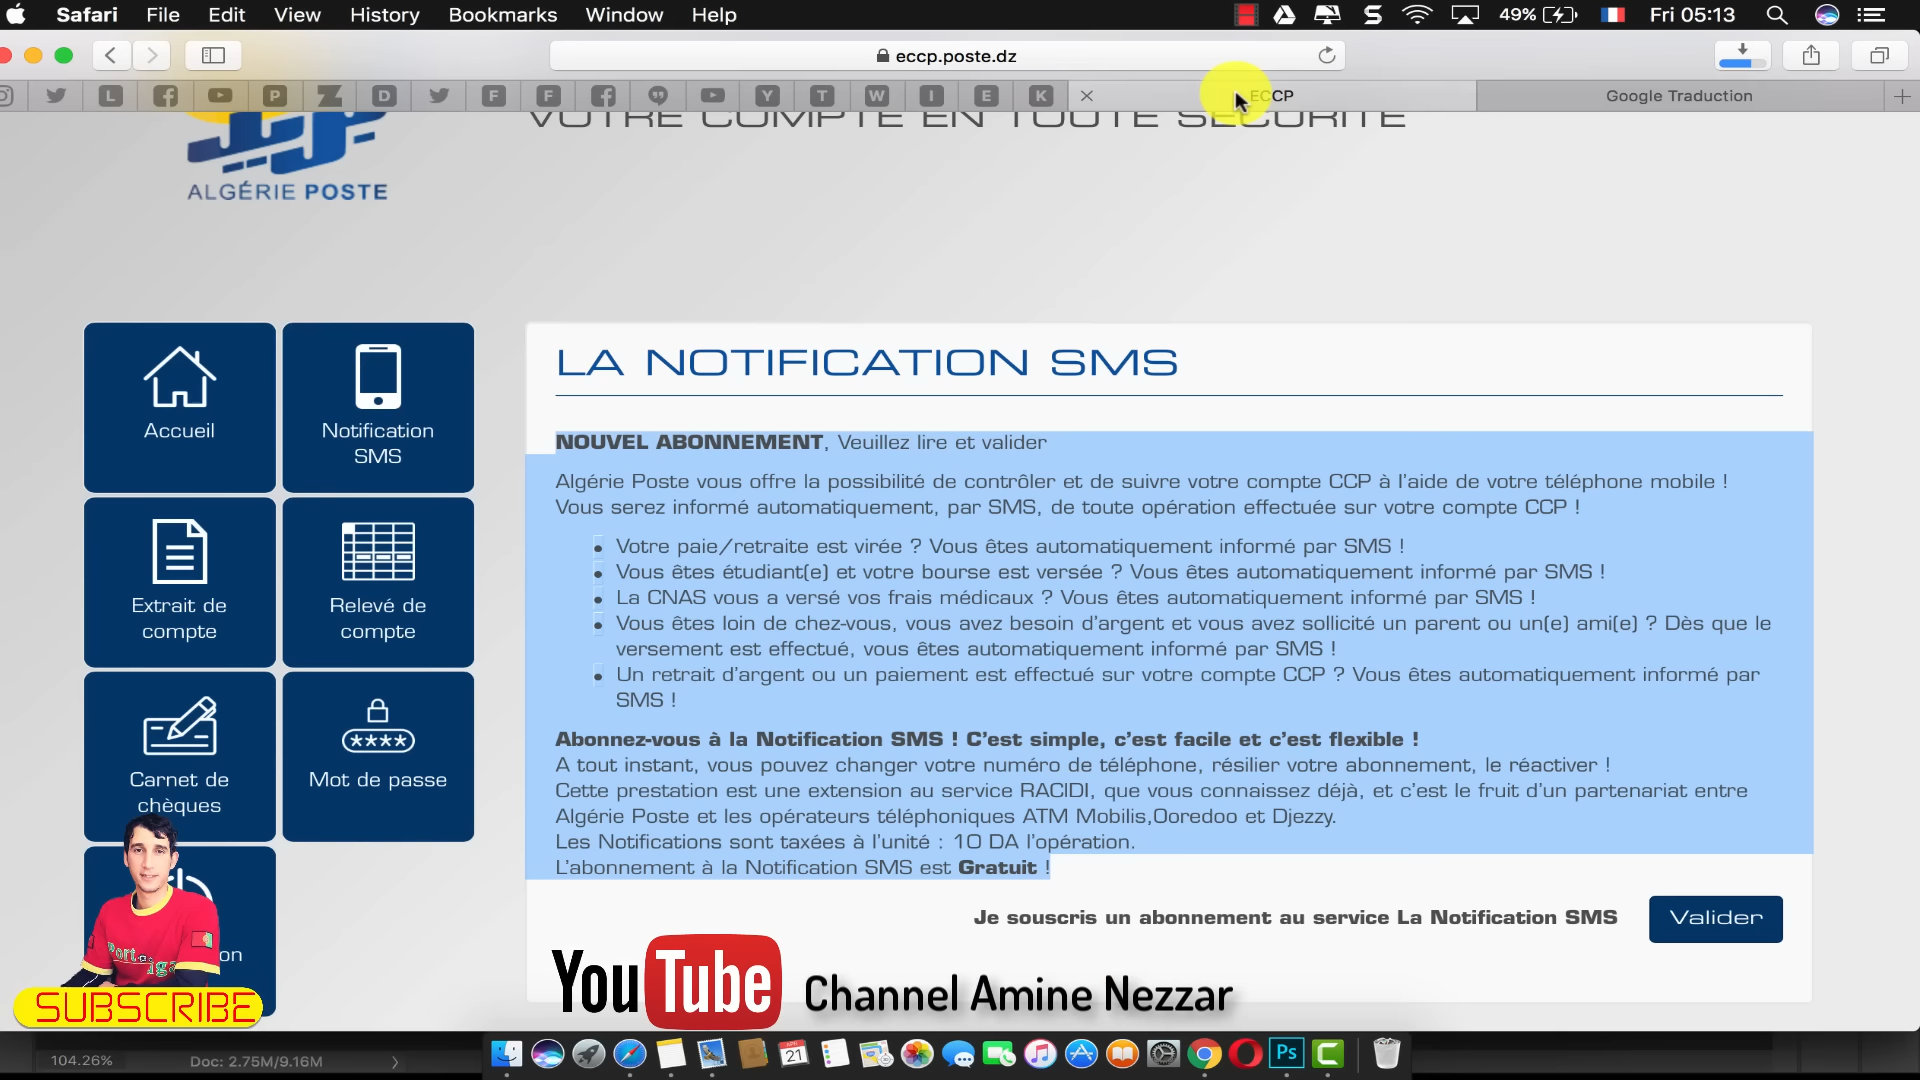 Safari File Edit View History Bookmarks Window Help
49% Fri 05:13
eccp.poste.dz
L P D F F Y T W I E K
ECCP
Google Traduction
VOTRE COMPTE EN TOUTE SÉCURITÉ
ALGÉRIE POSTE
Accueil
Notification
SMS
Extrait de
compte
Relevé de
compte
Carnet de
chèques
****
Mot de passe
on
LA NOTIFICATION SMS
NOUVEL ABONNEMENT, Veuillez lire et valider
Algérie Poste vous offre la possibilité de contrôler et de suivre votre compte CCP à l'aide de votre téléphone mobile !
Vous serez informé automatiquement, par SMS, de toute opération effectuée sur votre compte CCP !
• Votre paie/retraite est virée ? Vous êtes automatiquement informé par SMS !
• Vous êtes étudiant(e) et votre bourse est versée ? Vous êtes automatiquement informé par SMS !
• La CNAS vous a versé vos frais médicaux ? Vous êtes automatiquement informé par SMS !
• Vous êtes loin de chez-vous, vous avez besoin d'argent et vous avez sollicité un parent ou un(e) ami(e) ? Dès que le
versement est effectué, vous êtes automatiquement informé par SMS !
• Un retrait d'argent ou un paiement est effectué sur votre compte CCP ? Vous êtes automatiquement informé par
SMS !
Abonnez-vous à la Notification SMS ! C'est simple, c'est facile et c'est flexible !
A tout instant, vous pouvez changer votre numéro de téléphone, résilier votre abonnement, le réactiver !
Cette prestation est une extension au service RACIDI, que vous connaissez déjà, et c'est le fruit d'un partenariat entre
Algérie Poste et les opérateurs téléphoniques ATM Mobilis,Ooredoo et Djezzy.
Les Notifications sont taxées à l'unité : 10 DA l'opération.
L'abonnement à la Notification SMS est Gratuit !
Je souscris un abonnement au service La Notification SMS
Valider
SUBSCRIBE
YouTube Channel Amine Nezzar
104.26% Doc: 2.75M/9.16M
21
Ps